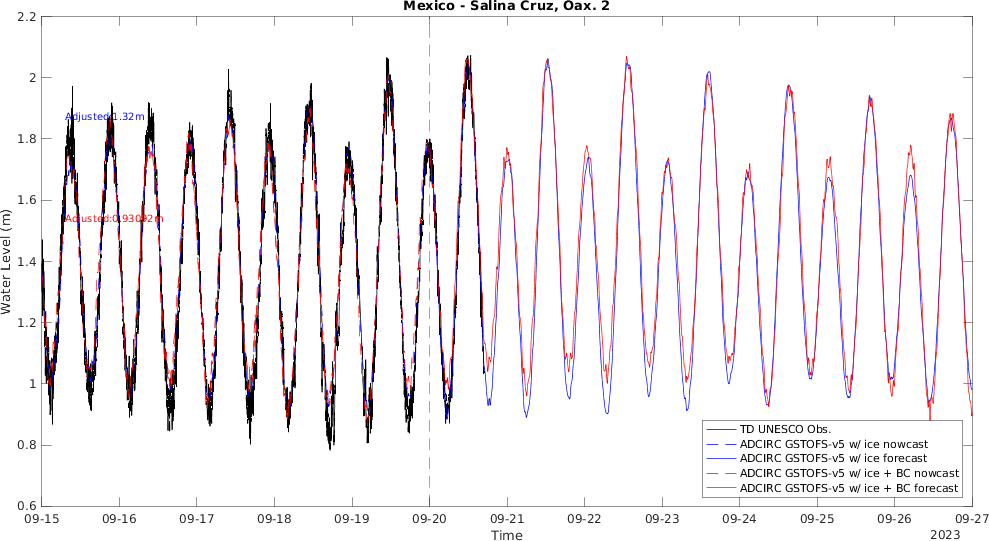 Mexico - Salina Cruz, Oax. 2
Water Level (m)
2.2
2
1.8
1.6
1.4
1.2
1
0.8
0.6
Adjusted:1.32m
Adjusted:0.93092m
TD UNESCO Obs.
ADCIRC GSTOFS-v5 w/ ice nowcast
ADCIRC GSTOFS-v5 w/ ice forecast
ADCIRC GSTOFS-v5 w/ ice + BC nowcast
ADCIRC GSTOFS-v5 w/ ice + BC forecast
09-15 09-16 09-17 09-18 09-19 09-20 09-21 09-22 09-23 09-24 09-25 09-26 09-27
Time
2023